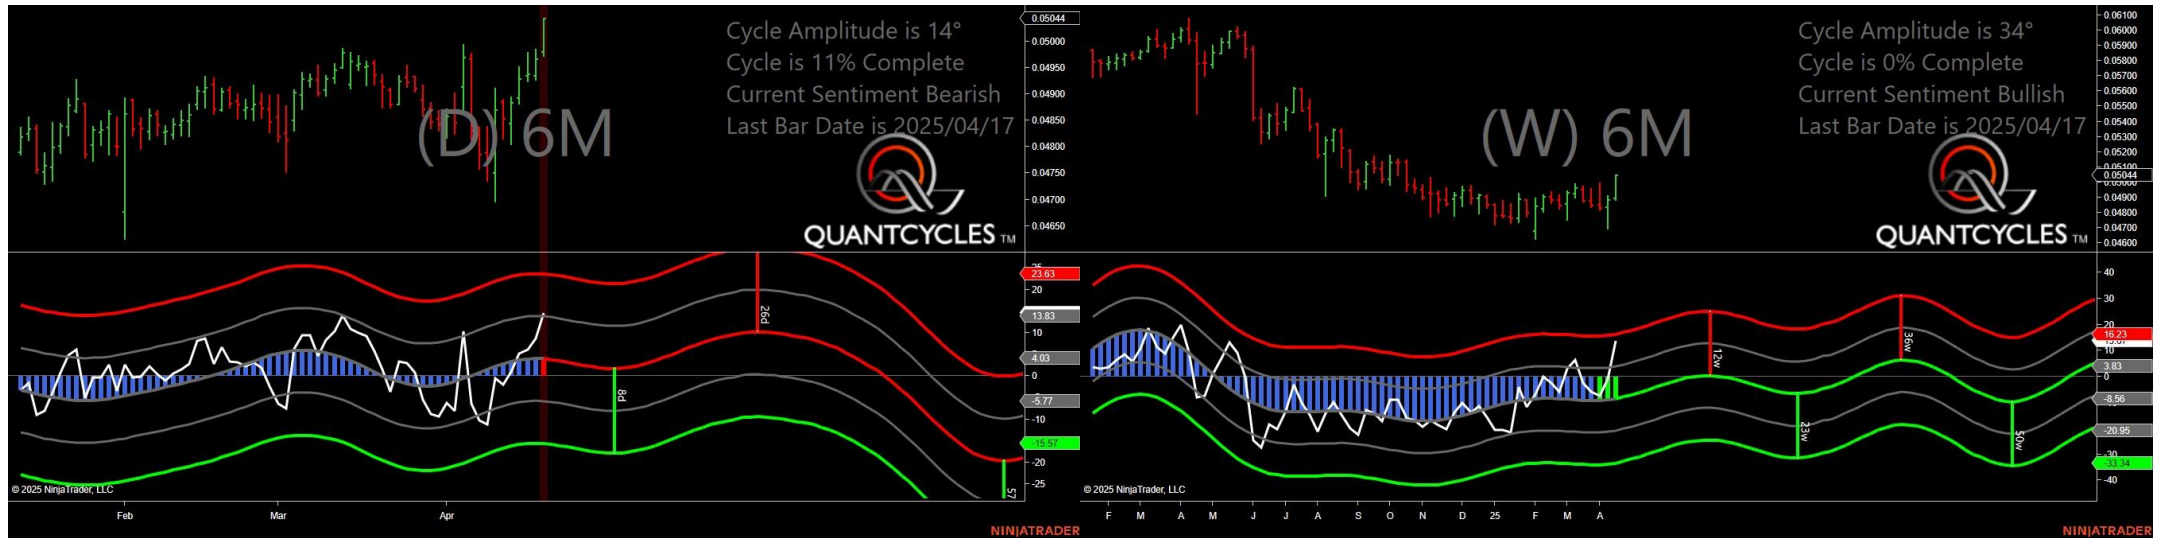 Cycle Amplitude is 14°
Cycle is 11% Complete
Current Sentiment Bearish
Last Bar Date is 2025/04/17
(D) 6M
QUANTCYCLES TM
0.05044
0.05000
0.04950
0.04900
0.04850
0.04800
0.04750
0.04700
0.04650
23.63
20
13.83
10
4.03
0
-5.77
-10
-15.57
-20
-25
26d
8d
57
© 2025 NinjaTrader, LLC
Feb Mar Apr
NINJATRADER
Cycle Amplitude is 34°
Cycle is 0% Complete
Current Sentiment Bullish
Last Bar Date is 2025/04/17
(W) 6M
QUANTCYCLES TM
0.06100
0.06000
0.05900
0.05800
0.05700
0.05600
0.05500
0.05400
0.05300
0.05200
0.05100
0.05044
0.05000
0.04900
0.04800
0.04700
0.04600
40
30
20
16.23
10
3.83
0
-8.56
-20.95
-30
-33.34
-40
12w
36w
23w
50w
© 2025 NinjaTrader, LLC
F M A M J J A S O N D 25 F M A
NINJATRADER